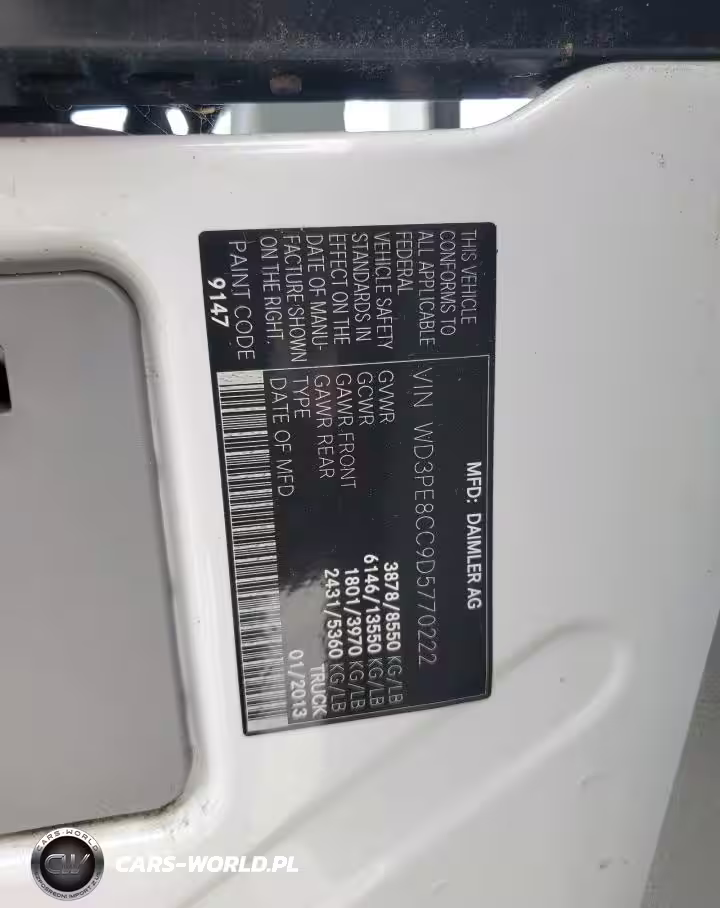 MFD: DAIMLER AG
THIS VEHICLE
CONFORMS TO
ALL APPLICABLE
FEDERAL
VEHICLE SAFETY
STANDARDS IN
EFFECT ON THE
DATE OF MANU-
FACTURE SHOWN
ON THE RIGHT.
PAINT CODE
9147
VIN WD3PE8CC9D5770222
GVWR 3878/8550 KG/LB
GCWR 6146/13550 KG/LB
GAWR FRONT 1801/3970 KG/LB
GAWR REAR 2431/5360 KG/LB
TYPE TRUCK
DATE OF MFD 01/2013
CARS-WORLD
CW
CARS-WORLD.PL